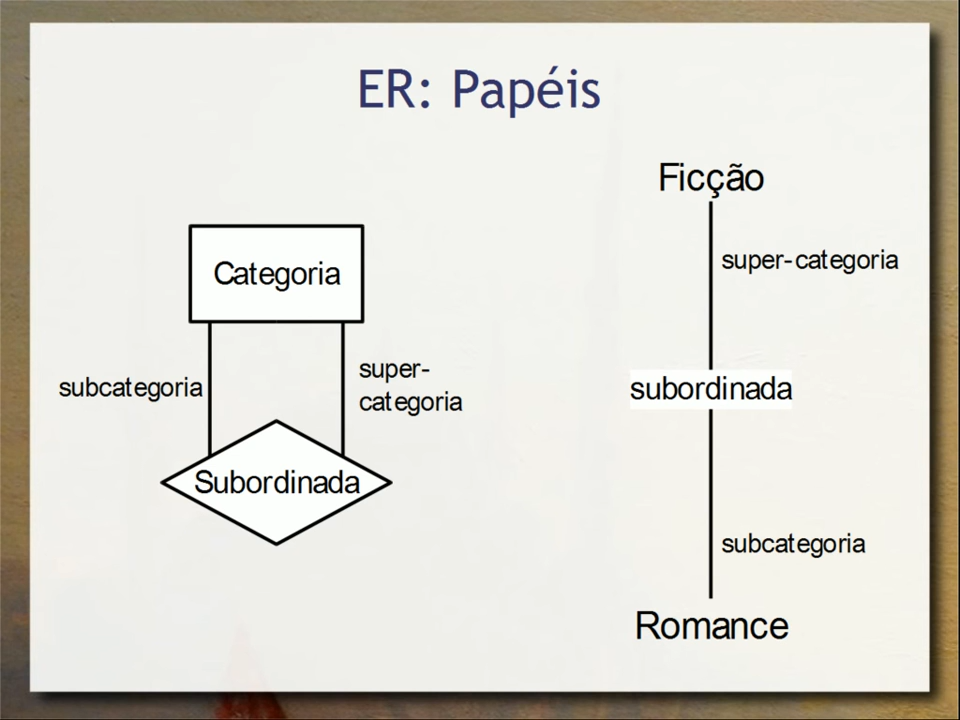 ER: Papéis
Categoria
subcategoria
super-
categoria
Subordinada
Ficção
super-categoria
subordinada
subcategoria
Romance